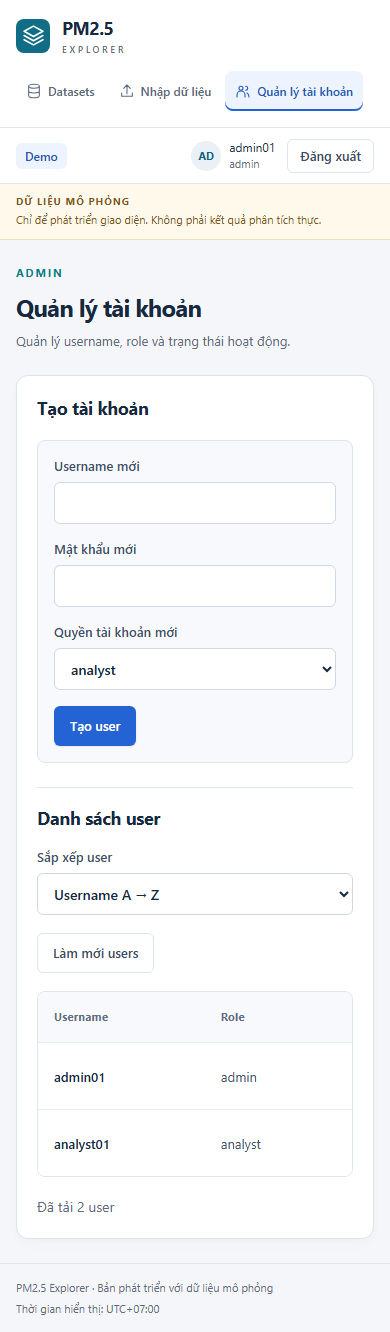 PM2.5
EXPLORER
Datasets
Nhập dữ liệu
Quản lý tài khoản
Demo
AD
admin01
admin
Đăng xuất
DỮ LIỆU MÔ PHỎNG
Chỉ để phát triển giao diện. Không phải kết quả phân tích thực.
ADMIN
Quản lý tài khoản
Quản lý username, role và trạng thái hoạt động.
Tạo tài khoản
Username mới
Mật khẩu mới
Quyền tài khoản mới
analyst
Tạo user
Danh sách user
Sắp xếp user
Username A → Z
Làm mới users
Username Role
admin01 admin
analyst01 analyst
Đã tải 2 user
PM2.5 Explorer · Bản phát triển với dữ liệu mô phỏng
Thời gian hiển thị: UTC+07:00